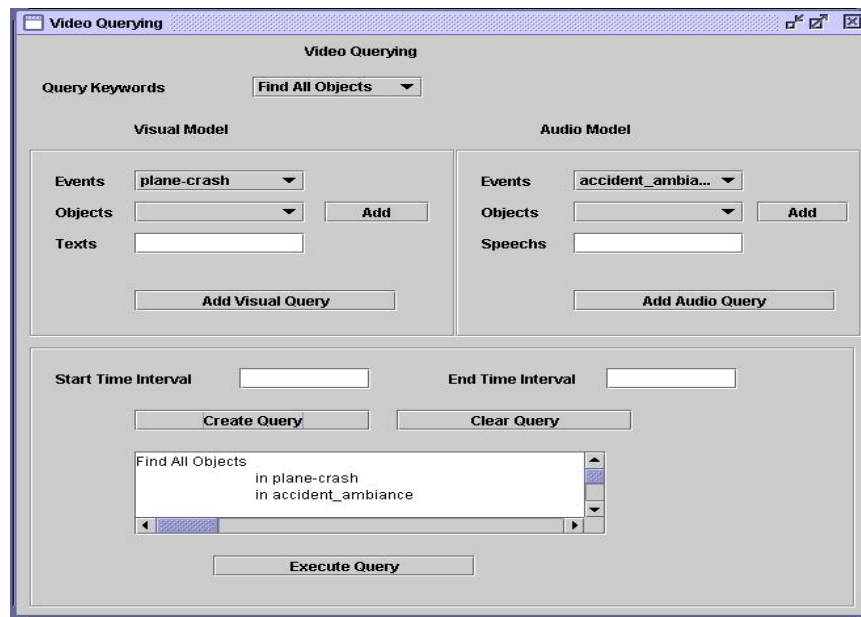 Video Querying
Video Querying
Query Keywords Find All Objects
Visual Model Audio Model
Events plane-crash Events accident_ambia...
Objects Add Objects Add
Texts Speechs
Add Visual Query Add Audio Query
Start Time Interval End Time Interval
Create Query Clear Query
Find All Objects
in plane-crash
in accident_ambiance
Execute Query